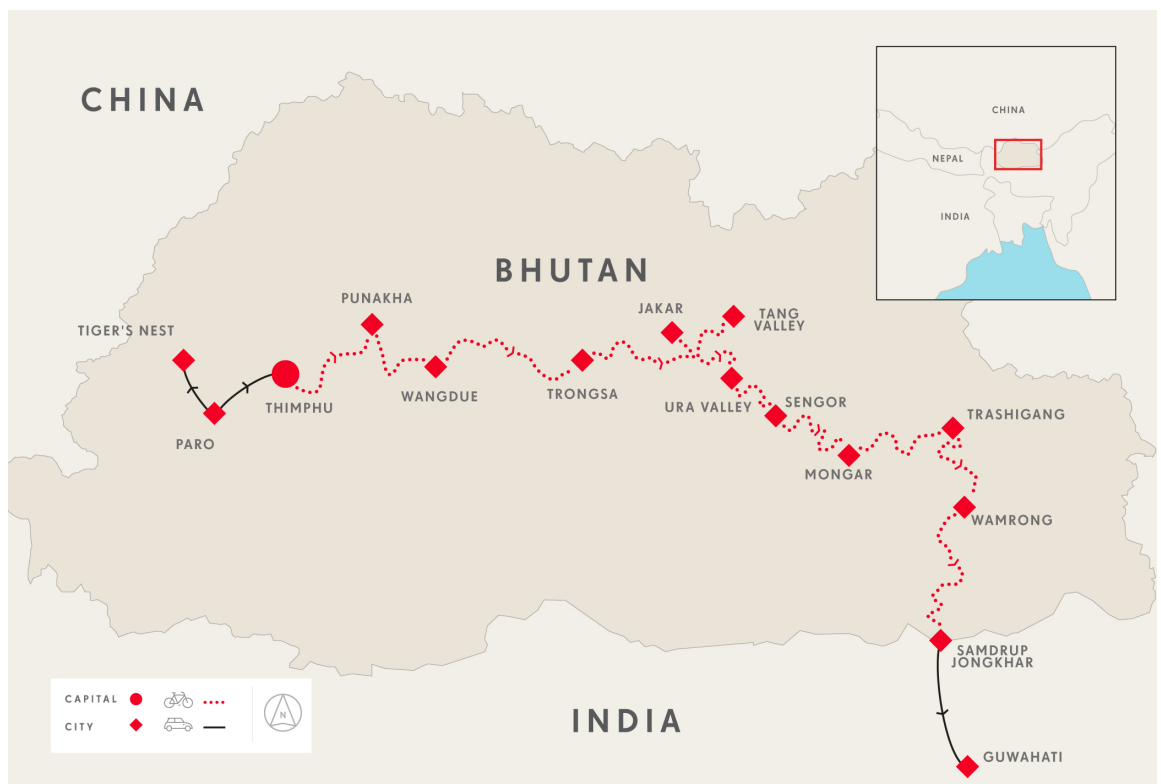 CHINA
CHINA
NEPAL
INDIA
BHUTAN
PUNAKHA
JAKAR
TANG
VALLEY
TIGER'S NEST
THIMPHU
WANGDUE
TRONGSA
URA VALLEY
SENGOR
TRASHIGANG
PARO
MONGAR
WAMRONG
SAMDRUP
JONGKHAR
CAPITAL
CITY
N
INDIA
GUWAHATI